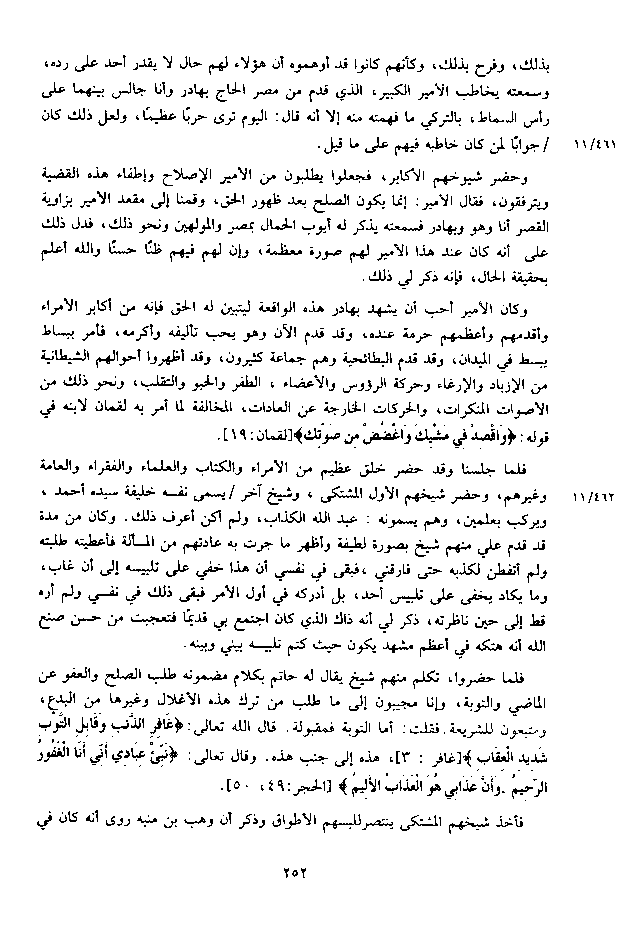 بذلك، وفرح بذلك، وكأنهم كانوا قد أوهموه أن هؤلاء لهم حال لا يقدر أحد على رده،
وسمعته يخاطب الأمير الكبير، الذي قدم من مصر الحاج بهادر وأنا جالس بينهما على
رأس السماط، بالتركي ما فهمته منه إلا أنه قال: اليوم ترى حربًا عظيمًا، ولعل ذلك كان
١١/٤٦١ / جوابًا لمن كان خاطبه فيهم على ما قيل.
وحضر شيوخهم الأكابر، فجعلوا يطلبون من الأمير الإصلاح وإطفاء هذه القضية
ويترفقون، فقال الأمير: إنما يكون الصلح بعد ظهور الحق، وقمنا إلى مقعد الأمير بزاوية
القصر أنا وهو وبهادر فسمعته يذكر له أيوب الحمال بمصر والمولهين ونحو ذلك، فدل ذلك
على أنه كان عند هذا الأمير لهم صورة معظمة، وإن لهم فيهم ظنًا حسنًا والله أعلم
بحقيقة الحال، فإنه ذكر لي ذلك.
وكان الأمير أحب أن يشهد بهادر هذه الواقعة ليتبين له الحق فإنه من أكابر الأمراء
وأقدمهم وأعظمهم حرمة عنده، وقد قدم الآن وهو يحب تأليفه وأكرمه، فأمر ببساط
يبسط في الميدان، وقد قدم البطائحية وهم جماعة كثيرون، وقد أظهروا أحوالهم الشيطانية
من الإزباد والإرغاء وحركة الرؤوس والأعضاء، الطفر والحبو والتقلب، ونحو ذلك من
الأصوات المنكرات، والحركات الخارجة عن العادات، المخالفة لما أمر به لقمان لابنه في
قوله: ﴿وَاقْصِدْ فِي مَشْيِكَ وَاغْضُضْ مِن صَوْتِكَ﴾[لقمان: ١٩].
فلما جلسنا وقد حضر خلق عظيم من الأمراء والكتاب والعلماء والفقراء والعامة
١١/٤٦٢ وغيرهم، وحضر شيخهم الأول المشتكي، وشيخ آخر / يسمى نفسه خليفة سيده أحمد،
ويركب بعلمين، وهم يسمونه: عبد الله الكذاب، ولم أكن أعرف ذلك. وكان من مدة
قد قدم علي منهم شيخ بصورة لطيفة وأظهر ما جرت به عادتهم من المسألة فأعطيته طلبته
ولم أتفطن لكذبه حتى فارقني، فبقى في نفسي أن هذا خفي على تلبيسه إلى أن غاب،
وما يكاد يخفى على تلبيس أحد، بل أدركه في أول الأمر فبقى ذلك في نفسي ولم أره
قط إلى حين ناظرته، ذكر لي أنه ذاك الذي كان اجتمع بي قديمًا فتعجبت من حسن صنع
الله أنه هتكه في أعظم مشهد يكون حيث كتم تلبيسه بيني وبينه.
فلما حضروا، تكلم منهم شيخ يقال له حاتم بكلام مضمونه طلب الصلح والعفو عن
الماضي والتوبة، وإنا مجيبون إلى ما طلب من ترك هذه الأغلال وغيرها من البدع،
ومتبعون للشريعة. فقلت: أما التوبة فمقبولة. قال الله تعالى: ﴿غَافِرِ الذَّنبِ وَقَابِلِ التَّوْبِ
شَدِيدِ الْعِقَابِ﴾[غافر : ٣]، هذه إلى جنب هذه. وقال تعالى: ﴿نَبِّئْ عِبَادِي أَنِّي أَنَا الْغَفُورُ
الرَّحِيمُ . وَأَنَّ عَذَابِي هُوَ الْعَذَابُ الأَلِيمُ﴾ [الحجر: ٤٩، ٥٠].
فأخذ شيخهم المشتكى ينتصر للبسهم الأطواق وذكر أن وهب بن منبه روى أنه كان في
٢٥٢